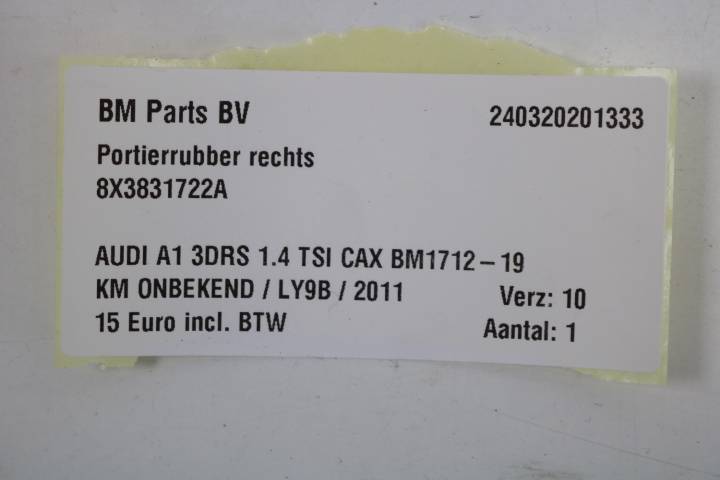 BM Parts BV 240320201333
Portierrubber rechts
8X3831722A
AUDI A1 3DRS 1.4 TSI CAX BM1712-19
KM ONBEKEND / LY9B / 2011 Verz: 10
15 Euro incl. BTW Aantal: 1